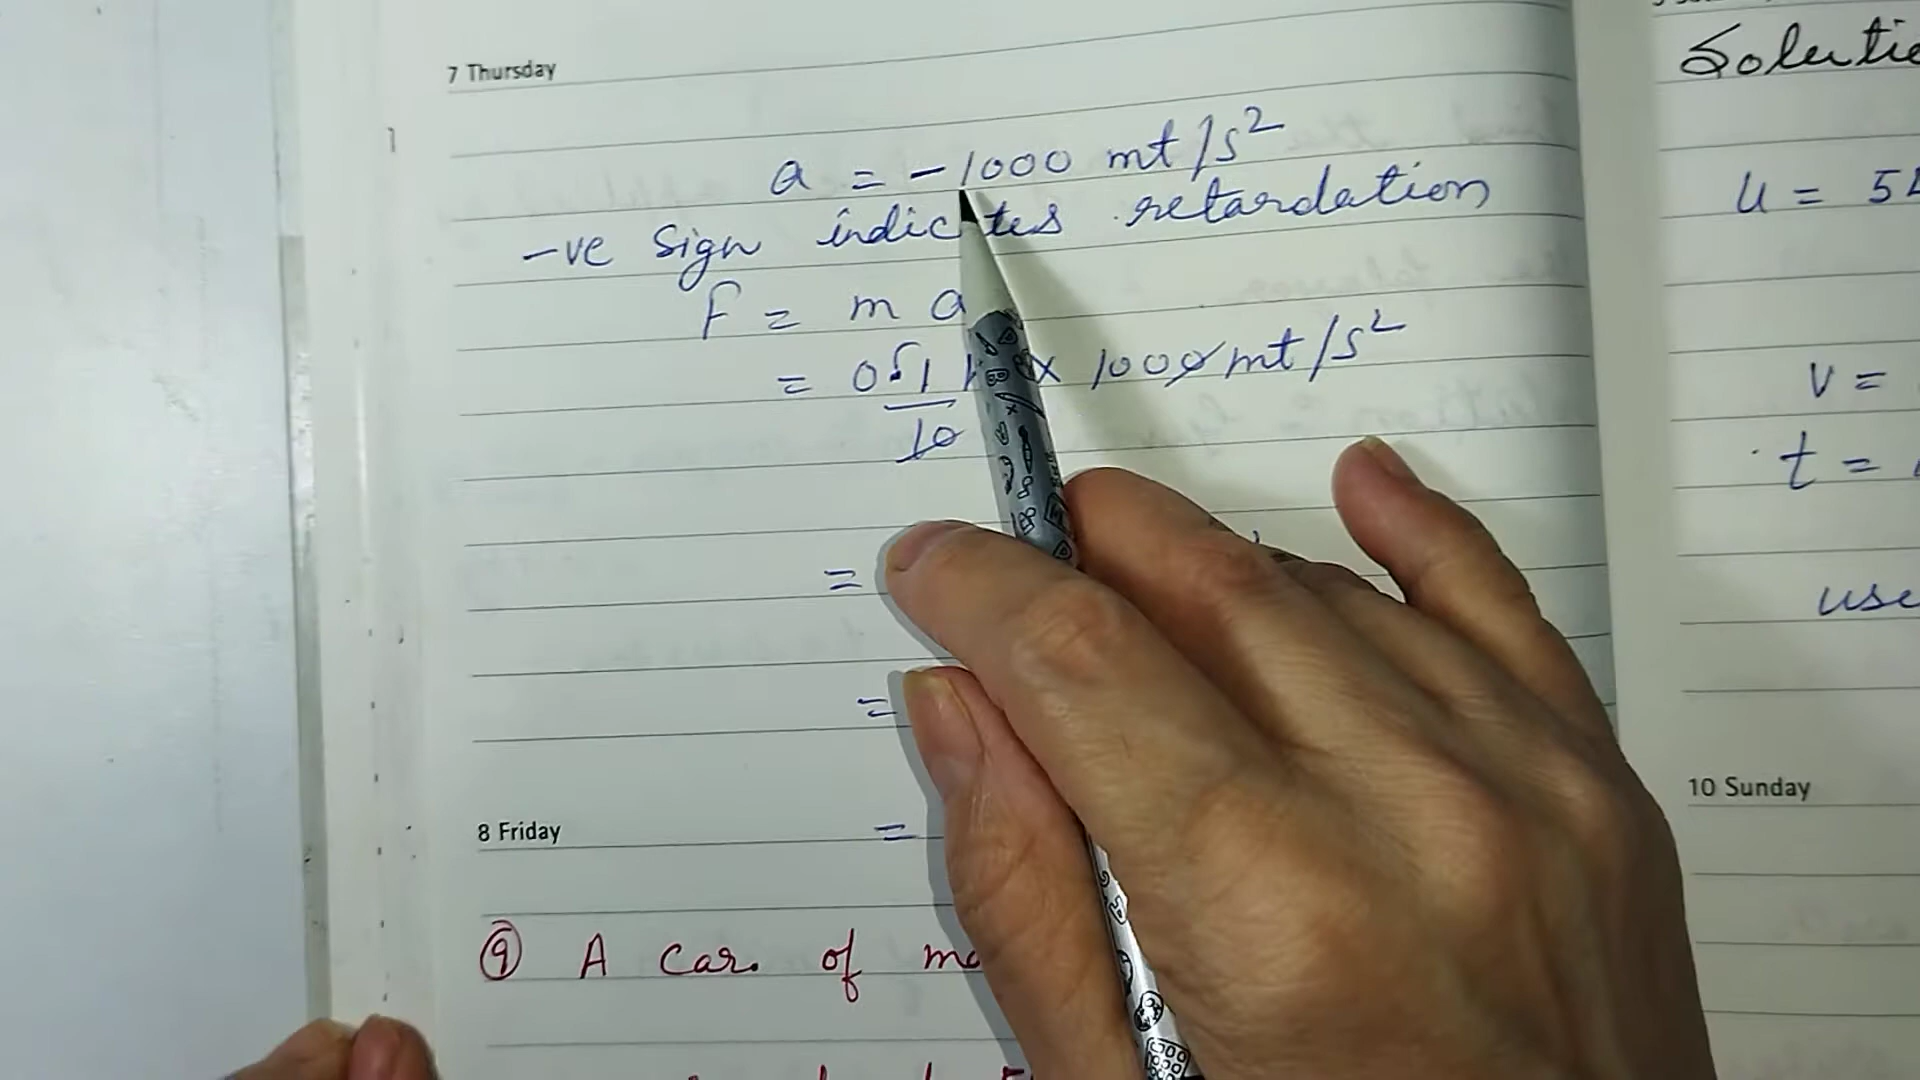 7 Thursday
a = -1000 mt/s²
-ve sign indictes retardation
F = m a
= 0.1 × 1000 mt/s²
10
=
=
8 Friday =
9 A car of
Solutio
u = 5
v =
t =
use
10 Sunday